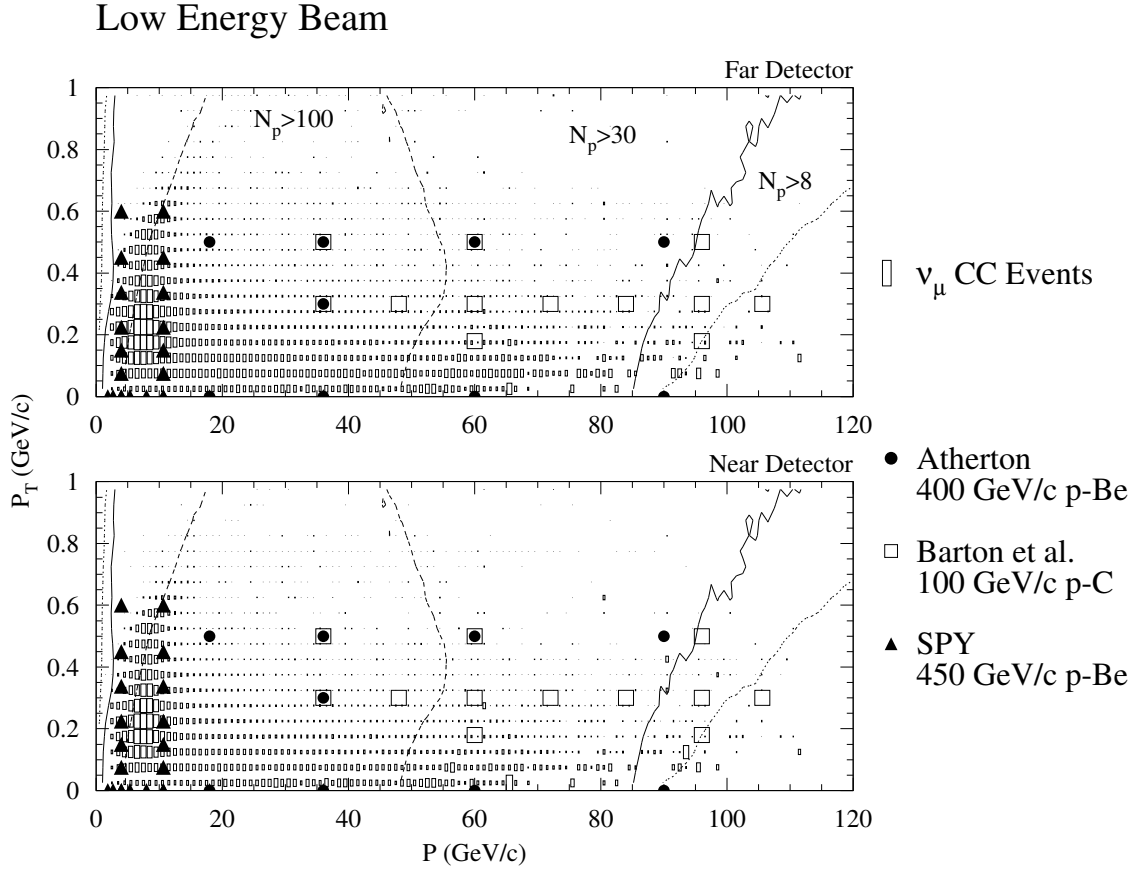 Low Energy Beam
Far Detector
1
0.8
0.6
0.4
0.2
0
N_p>100
N_p>30
N_p>8
0 20 40 60 80 100 120
ν_μ CC Events
P_T (GeV/c)
Near Detector
1
0.8
0.6
0.4
0.2
0
0 20 40 60 80 100 120
P (GeV/c)
Atherton
400 GeV/c p-Be
Barton et al.
100 GeV/c p-C
SPY
450 GeV/c p-Be